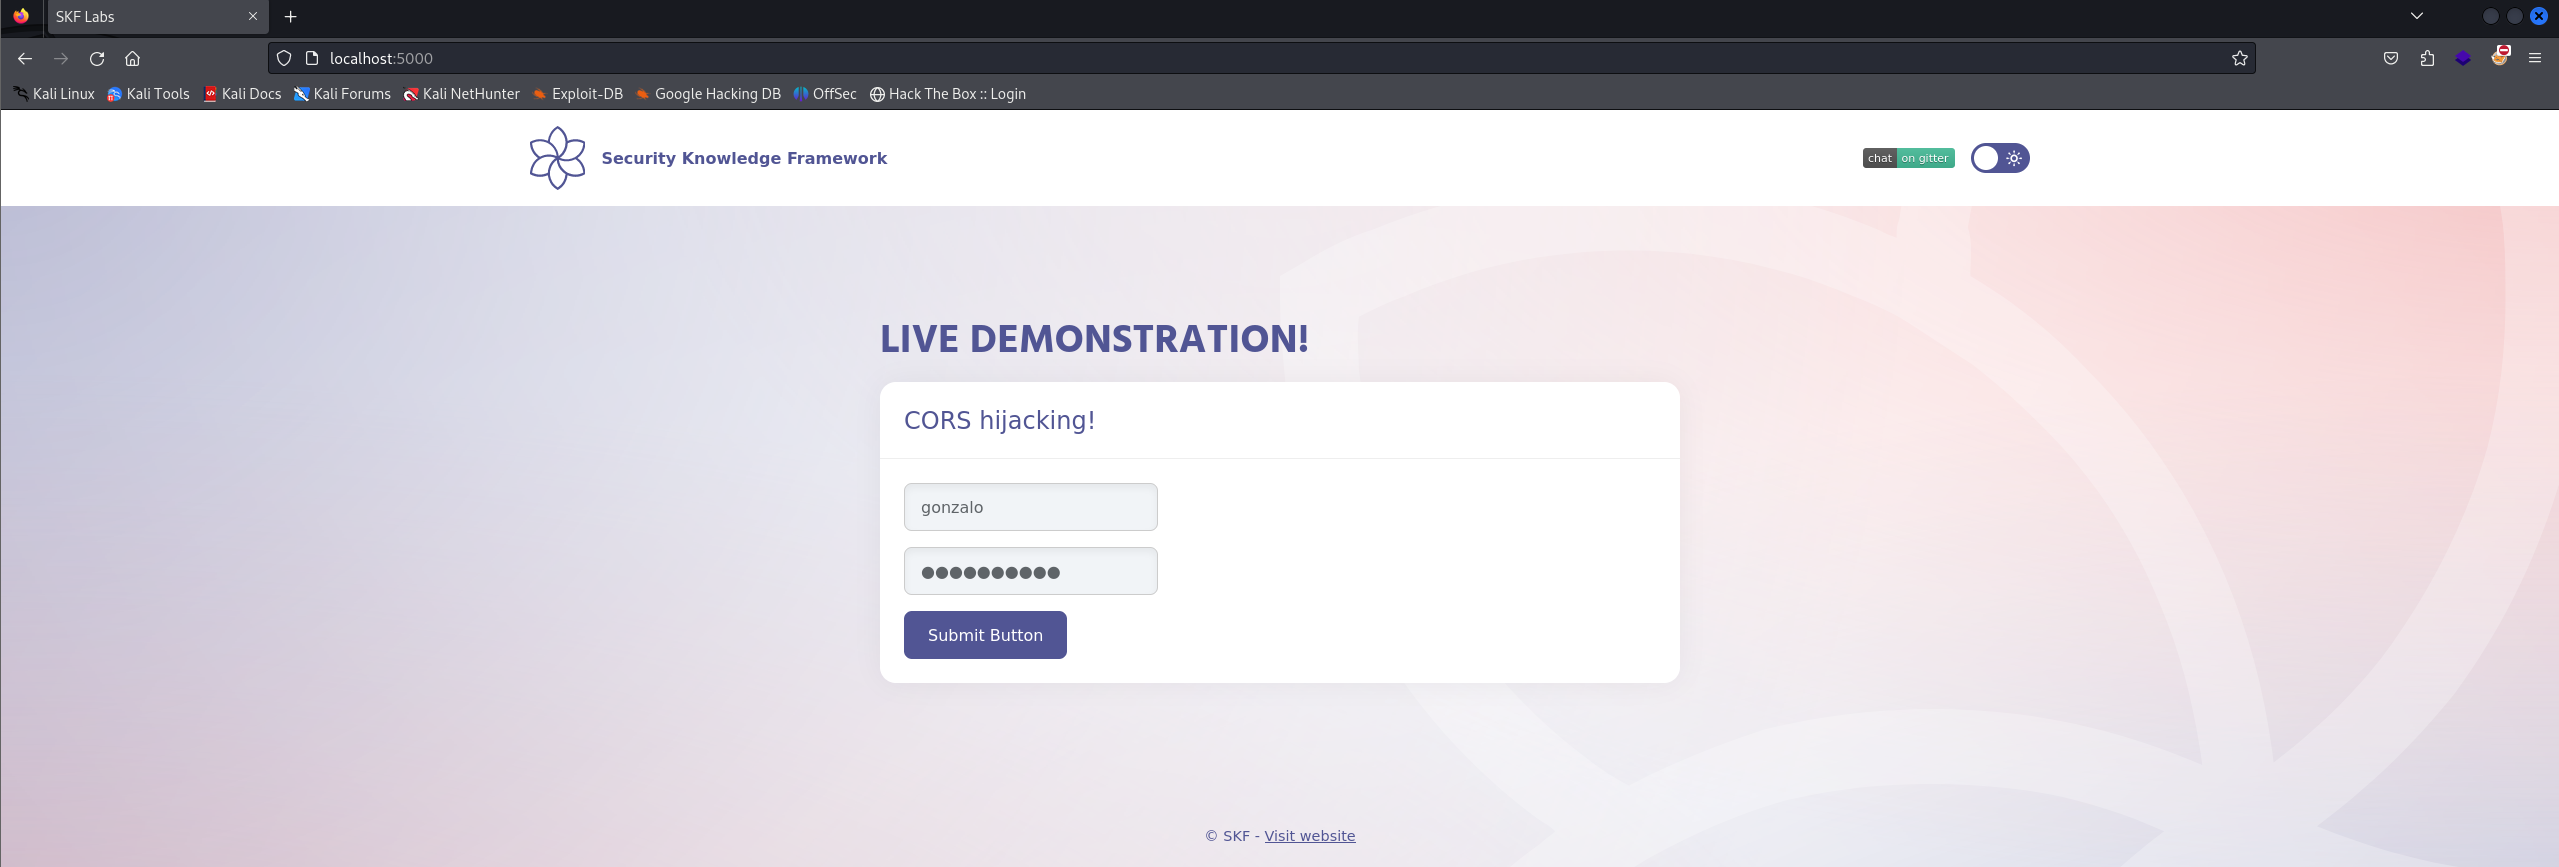 SKF Labs
localhost:5000
Kali Linux Kali Tools Kali Docs Kali Forums Kali NetHunter Exploit-DB Google Hacking DB OffSec Hack The Box :: Login
Security Knowledge Framework
chat on gitter
LIVE DEMONSTRATION!
CORS hijacking!
gonzalo
●●●●●●●●●●
Submit Button
© SKF - Visit website